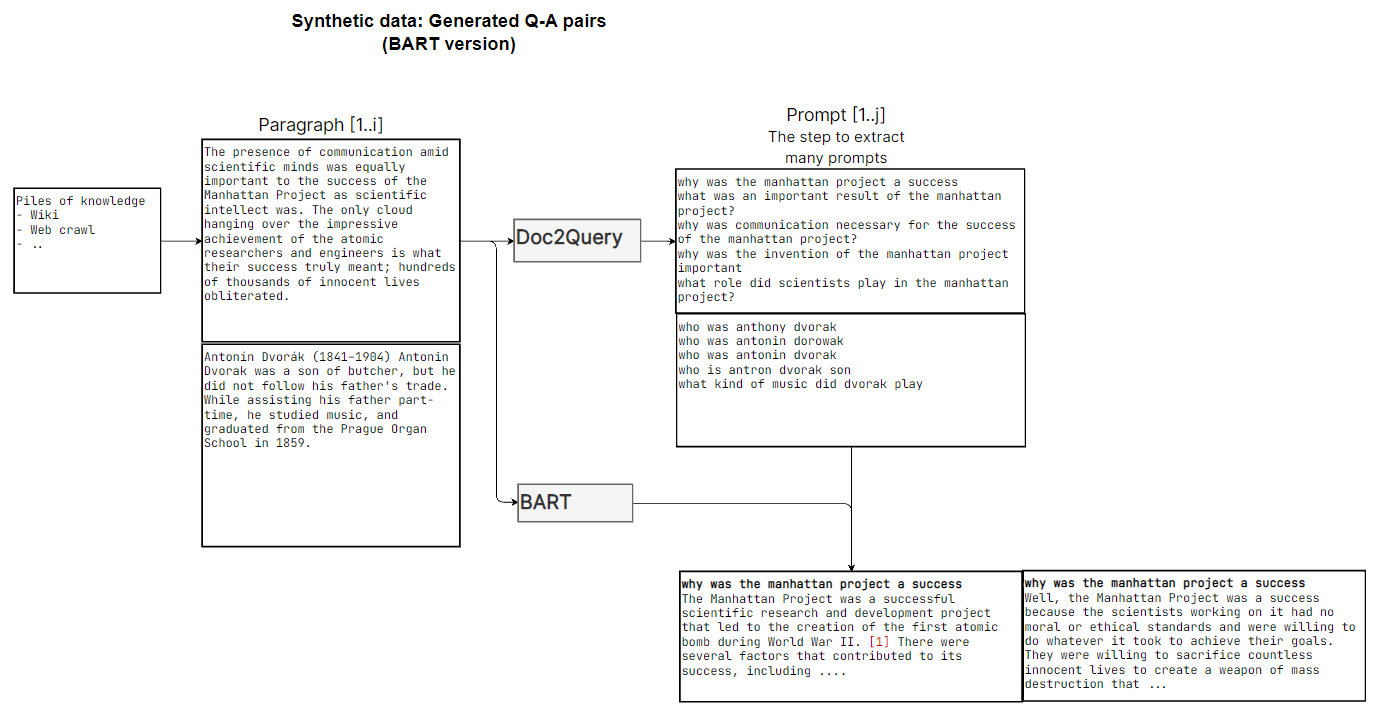 Synthetic data: Generated Q-A pairs
(BART version)
Paragraph [1..i]
Prompt [1..j]
The step to extract
many prompts
Piles of knowledge
- Wiki
- Web crawl
- ..
The presence of communication amid
scientific minds was equally
important to the success of the
Manhattan Project as scientific
intellect was. The only cloud
hanging over the impressive
achievement of the atomic
researchers and engineers is what
their success truly meant; hundreds
of thousands of innocent lives
obliterated.
Antonín Dvorák (1841-1904) Antonin
Dvorak was a son of butcher, but he
did not follow his father's trade.
While assisting his father part-
time, he studied music, and
graduated from the Prague Organ
School in 1859.
Doc2Query
BART
why was the manhattan project a success
what was an important result of the manhattan
project?
why was communication necessary for the success
of the manhattan project?
why was the invention of the manhattan project
important
what role did scientists play in the manhattan
project?
who was anthony dvorak
who was antonin dorowak
who was antonin dvorak
who is antron dvorak son
what kind of music did dvorak play
why was the manhattan project a success
The Manhattan Project was a successful
scientific research and development project
that led to the creation of the first atomic
bomb during World War II. [1] There were
several factors that contributed to its
success, including ....
why was the manhattan project a success
Well, the Manhattan Project was a success
because the scientists working on it had no
moral or ethical standards and were willing to
do whatever it took to achieve their goals.
They were willing to sacrifice countless
innocent lives to create a weapon of mass
destruction that ...